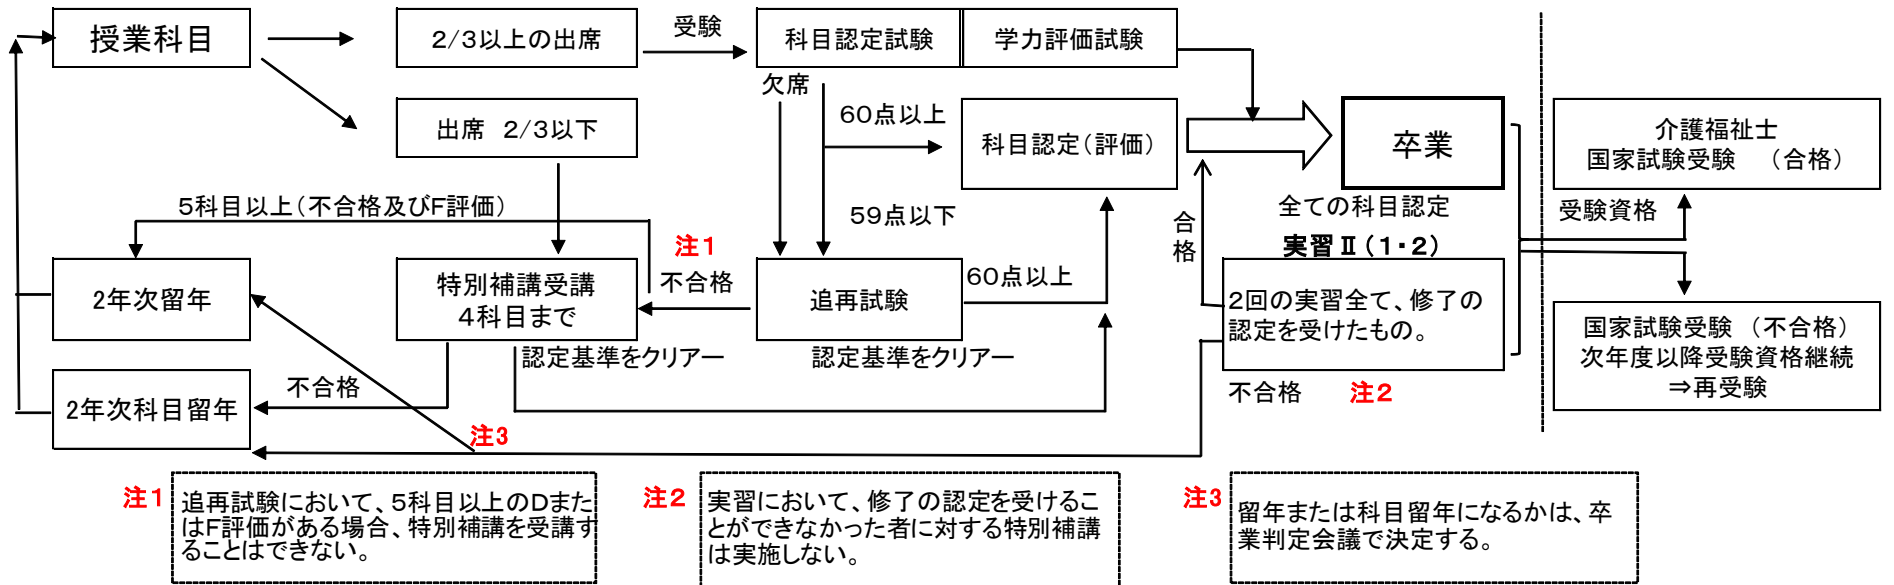 授業科目
2/3以上の出席
受験
科目認定試験
学力評価試験
欠席
出席 2/3以下
60点以上
科目認定(評価)
卒業
介護福祉士
国家試験受験 (合格)
5科目以上(不合格及びF評価)
59点以下
合格
全ての科目認定
受験資格
実習Ⅱ(1・2)
注1
2年次留年
特別補講受講
4科目まで
不合格
追再試験
60点以上
2回の実習全て、修了の
認定を受けたもの。
国家試験受験 (不合格)
次年度以降受験資格継続
⇒再受験
認定基準をクリアー
認定基準をクリアー
不合格
2年次科目留年
不合格
注2
注3
注1
追再試験において、5科目以上のDまた
はF評価がある場合、特別補講を受講す
ることはできない。
注2
実習において、修了の認定を受けるこ
とができなかった者に対する特別補講
は実施しない。
注3
留年または科目留年になるかは、卒
業判定会議で決定する。